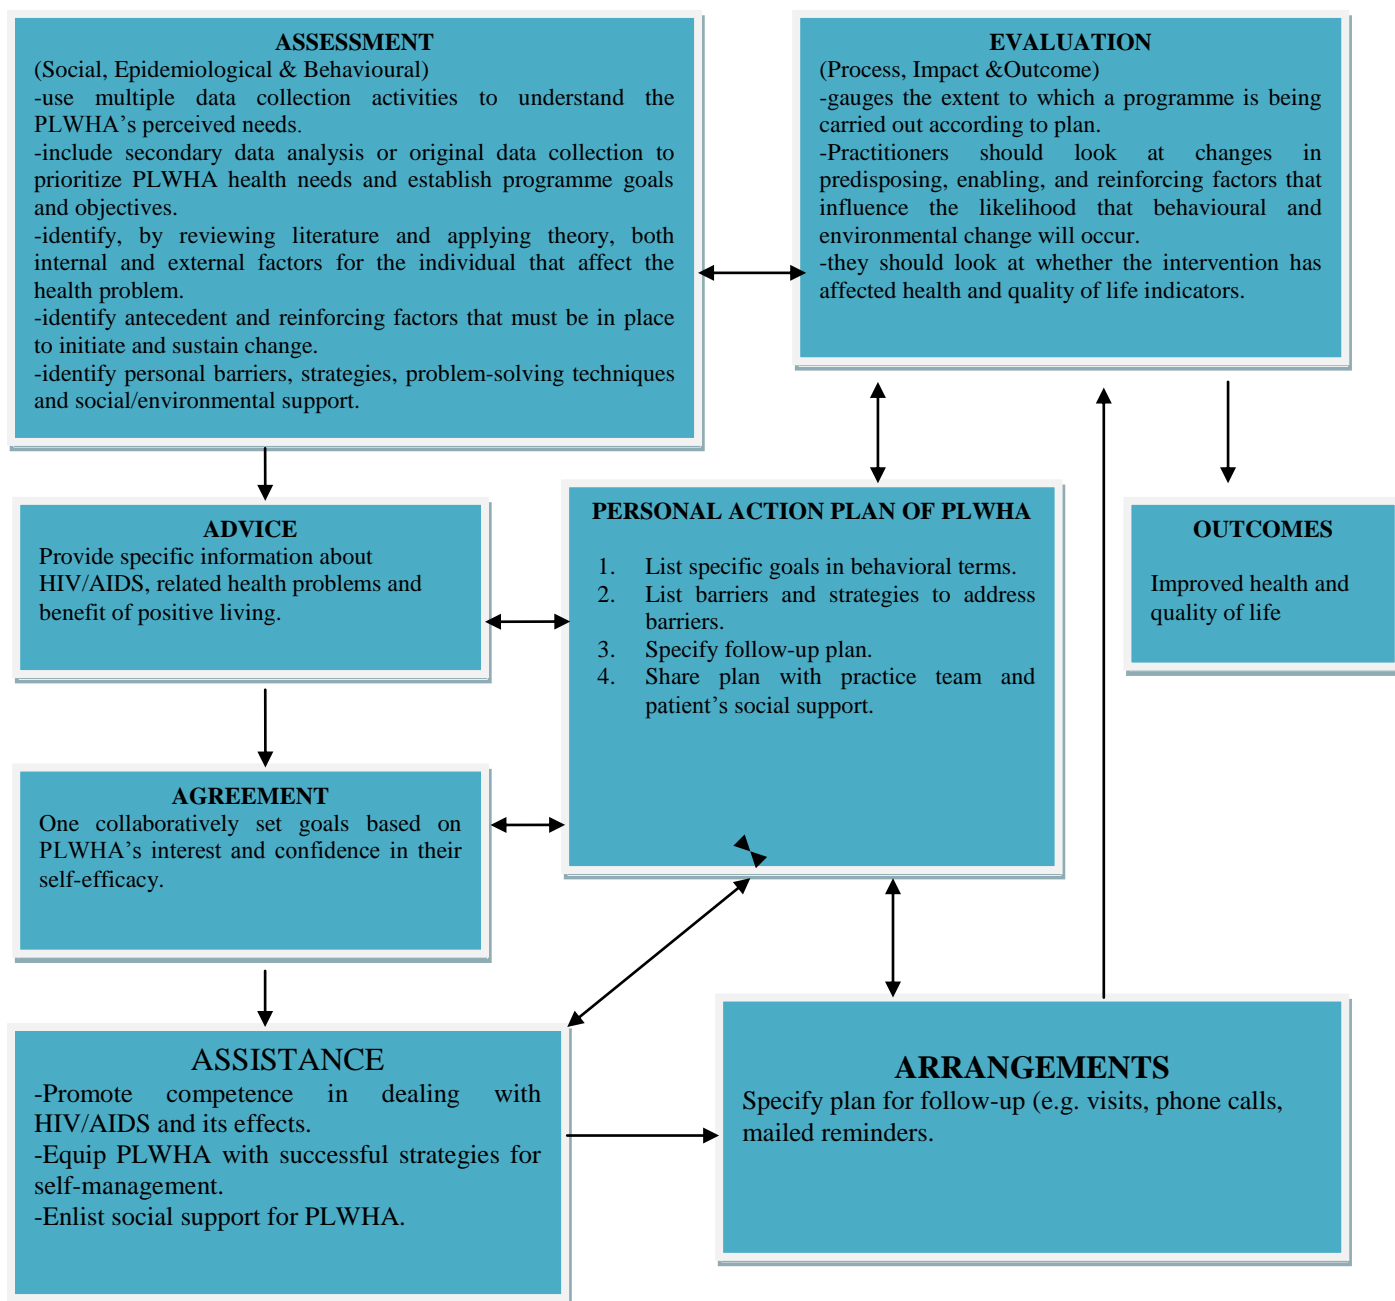 ASSESSMENT
(Social, Epidemiological & Behavioural)
-use multiple data collection activities to understand the
PLWHA’s perceived needs.
-include secondary data analysis or original data collection to
prioritize PLWHA health needs and establish programme goals
and objectives.
-identify, by reviewing literature and applying theory, both
internal and external factors for the individual that affect the
health problem.
-identify antecedent and reinforcing factors that must be in place
to initiate and sustain change.
-identify personal barriers, strategies, problem-solving techniques
and social/environmental support.
EVALUATION
(Process, Impact &Outcome)
-gauges the extent to which a programme is being
carried out according to plan.
-Practitioners should look at changes in
predisposing, enabling, and reinforcing factors that
influence the likelihood that behavioural and
environmental change will occur.
-they should look at whether the intervention has
affected health and quality of life indicators.
ADVICE
Provide specific information about
HIV/AIDS, related health problems and
benefit of positive living.
PERSONAL ACTION PLAN OF PLWHA
1. List specific goals in behavioral terms.
2. List barriers and strategies to address
barriers.
3. Specify follow-up plan.
4. Share plan with practice team and
patient’s social support.
OUTCOMES
Improved health and
quality of life
AGREEMENT
One collaboratively set goals based on
PLWHA’s interest and confidence in their
self-efficacy.
ASSISTANCE
-Promote competence in dealing with
HIV/AIDS and its effects.
-Equip PLWHA with successful strategies for
self-management.
-Enlist social support for PLWHA.
ARRANGEMENTS
Specify plan for follow-up (e.g. visits, phone calls,
mailed reminders.